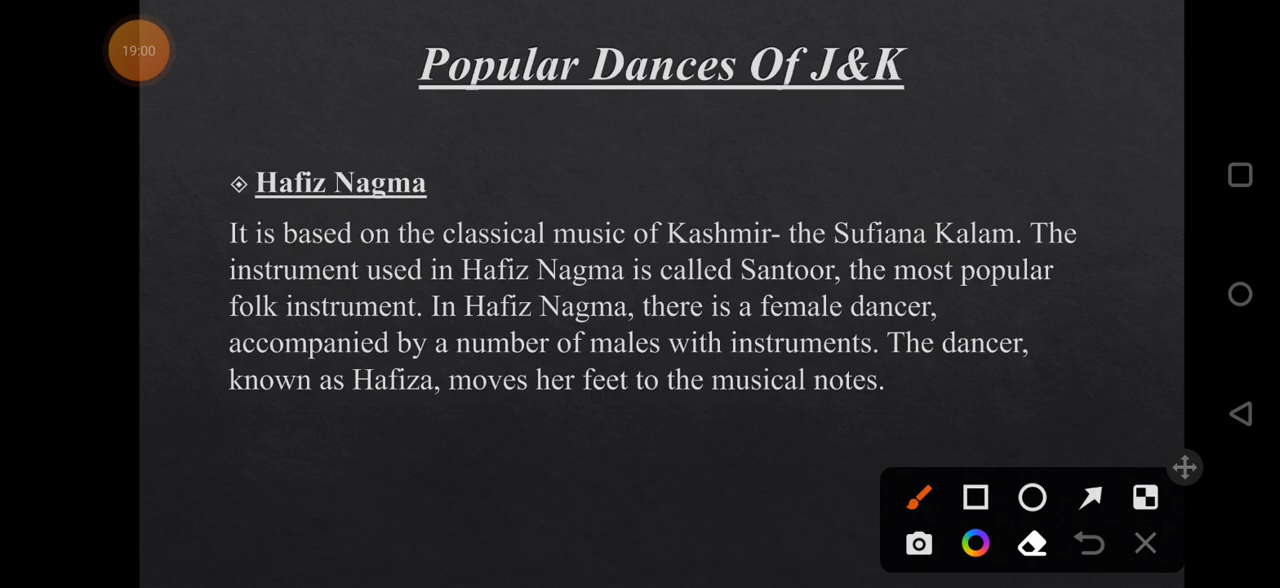 19:00
Popular Dances Of J&K
Hafiz Nagma
It is based on the classical music of Kashmir- the Sufiana Kalam. The
instrument used in Hafiz Nagma is called Santoor, the most popular
folk instrument. In Hafiz Nagma, there is a female dancer,
accompanied by a number of males with instruments. The dancer,
known as Hafiza, moves her feet to the musical notes.